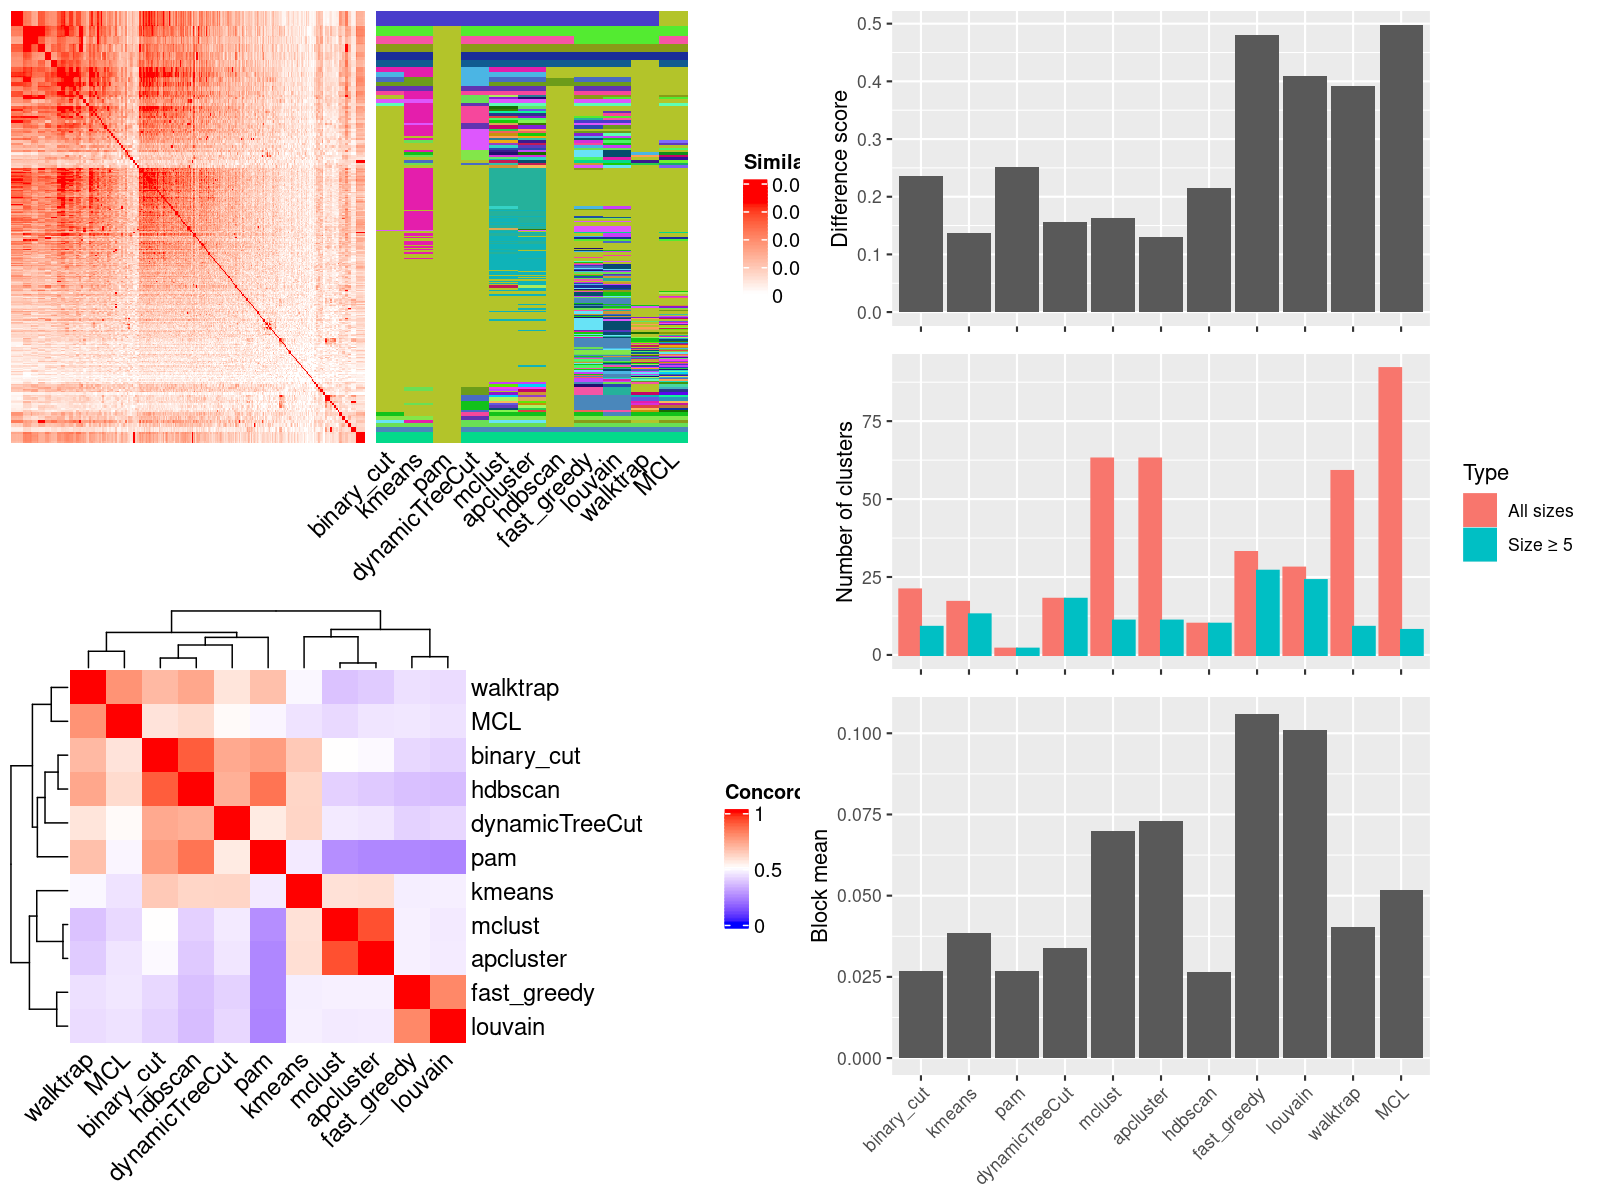 Simila
0.0
0.0
0.0
0.0
0
binary_cut
kmeans
pam
dynamicTreeCut
mclust
apcluster
hdbscan
fast_greedy
louvain
walktrap
MCL
walktrap
MCL
binary_cut
hdbscan
dynamicTreeCut
pam
kmeans
mclust
apcluster
fast_greedy
louvain
walktrap
MCL
binary_cut
hdbscan
dynamicTreeCut
pam
kmeans
mclust
apcluster
fast_greedy
louvain
Concord
1
0.5
0
Difference score
0.5
0.4
0.3
0.2
0.1
0.0
Number of clusters
75
50
25
0
Type
All sizes
Size ≥ 5
Block mean
0.100
0.075
0.050
0.025
0.000
binary_cut
kmeans
pam
dynamicTreeCut
mclust
apcluster
hdbscan
fast_greedy
louvain
walktrap
MCL